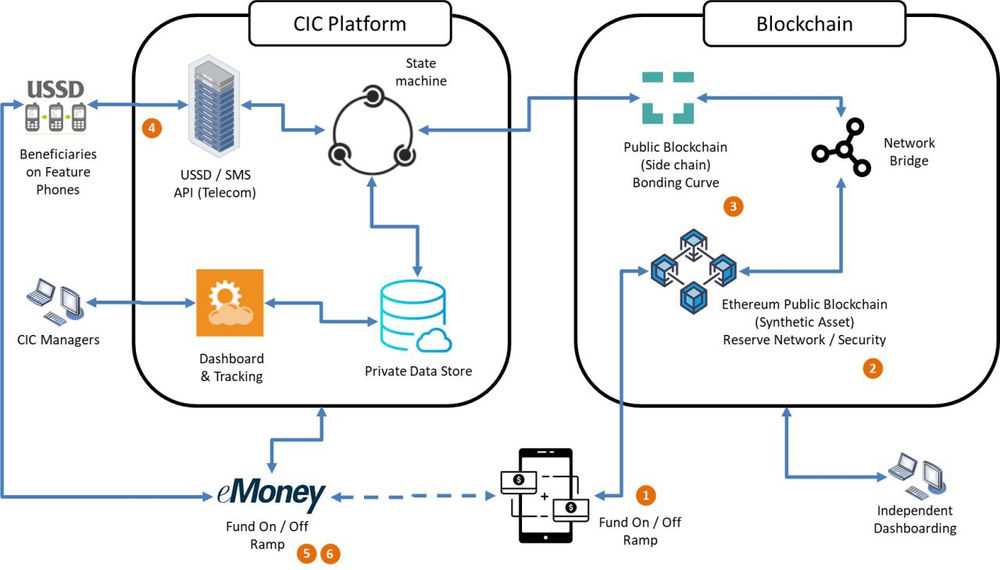 CIC Platform
Blockchain
USSD
Beneficiaries
on Feature
Phones
4
USSD / SMS
API (Telecom)
State
machine
Public Blockchain
(Side chain)
Bonding Curve
3
Network
Bridge
CIC Managers
Dashboard
& Tracking
Private Data Store
Ethereum Public Blockchain
(Synthetic Asset)
Reserve Network / Security
2
eMoney
Fund On / Off
Ramp
5 6
$
+
$
1
Fund On / Off
Ramp
Independent
Dashboarding